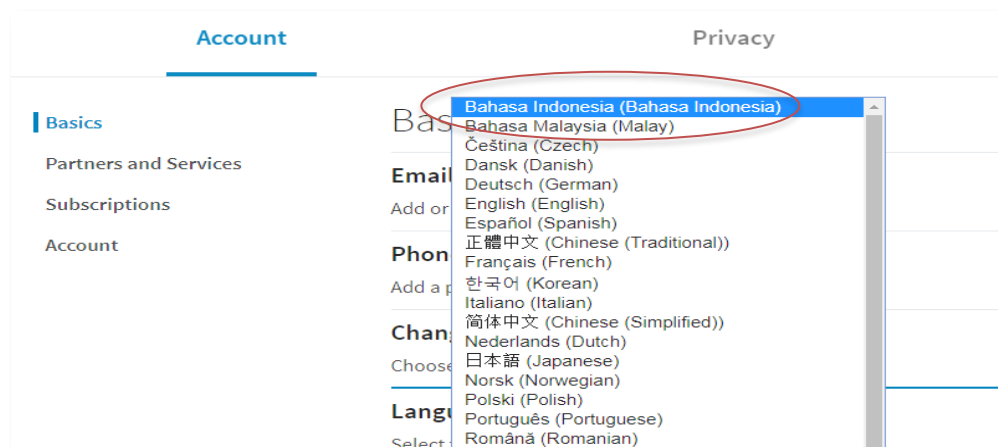 Account
Privacy
Basics
Partners and Services
Subscriptions
Account
Bas
Email
Add or
Phon
Add a p
Chang
Choose
Langu
Select
Bahasa Indonesia (Bahasa Indonesia)
Bahasa Malaysia (Malay)
Čeština (Czech)
Dansk (Danish)
Deutsch (German)
English (English)
Español (Spanish)
正體中文 (Chinese (Traditional))
Français (French)
한국어 (Korean)
Italiano (Italian)
简体中文 (Chinese (Simplified))
Nederlands (Dutch)
日本語 (Japanese)
Norsk (Norwegian)
Polski (Polish)
Português (Portuguese)
Română (Romanian)